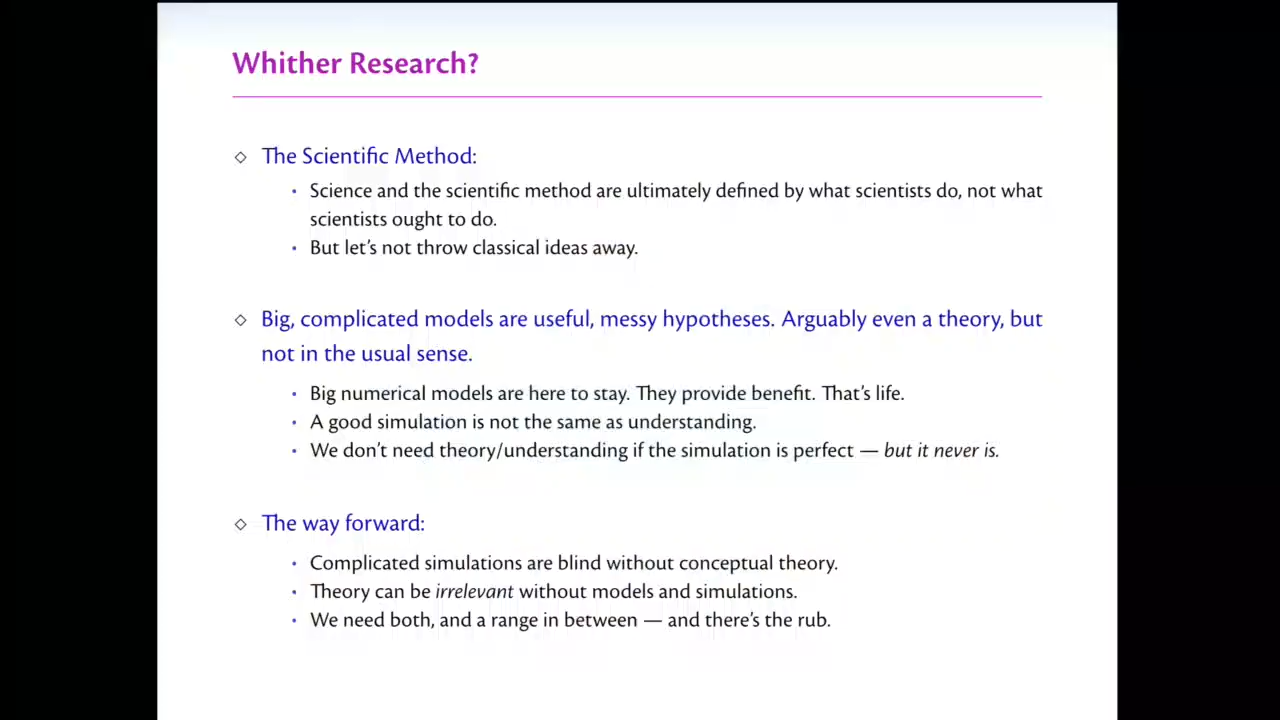 Whither Research?
◇ The Scientific Method:
• Science and the scientific method are ultimately defined by what scientists do, not what
scientists ought to do.
• But let's not throw classical ideas away.
◇ Big, complicated models are useful, messy hypotheses. Arguably even a theory, but
not in the usual sense.
• Big numerical models are here to stay. They provide benefit. That's life.
• A good simulation is not the same as understanding.
• We don't need theory/understanding if the simulation is perfect — but it never is.
◇ The way forward:
• Complicated simulations are blind without conceptual theory.
• Theory can be irrelevant without models and simulations.
• We need both, and a range in between — and there's the rub.